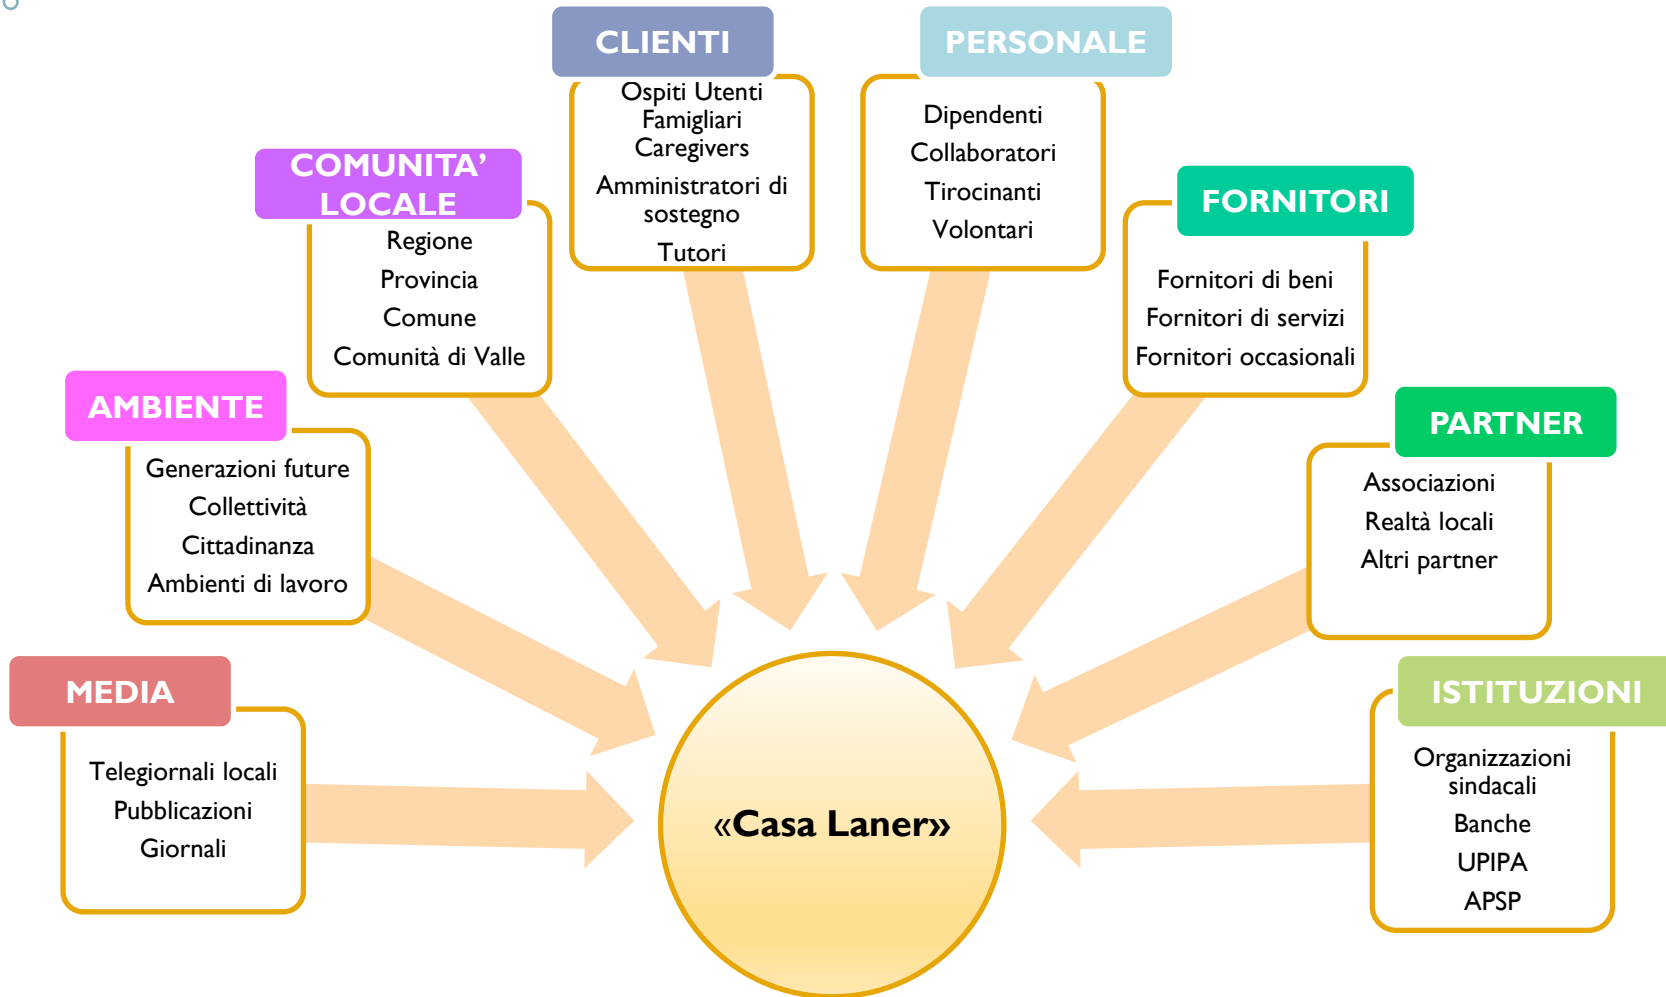 CLIENTI
Ospiti Utenti
Famigliari
Caregivers
Amministratori di
sostegno
Tutori
PERSONALE
Dipendenti
Collaboratori
Tirocinanti
Volontari
COMUNITA’
LOCALE
Regione
Provincia
Comune
Comunità di Valle
FORNITORI
Fornitori di beni
Fornitori di servizi
Fornitori occasionali
AMBIENTE
Generazioni future
Collettività
Cittadinanza
Ambienti di lavoro
PARTNER
Associazioni
Realtà locali
Altri partner
MEDIA
Telegiornali locali
Pubblicazioni
Giornali
ISTITUZIONI
Organizzazioni
sindacali
Banche
UPIPA
APSP
«Casa Laner»